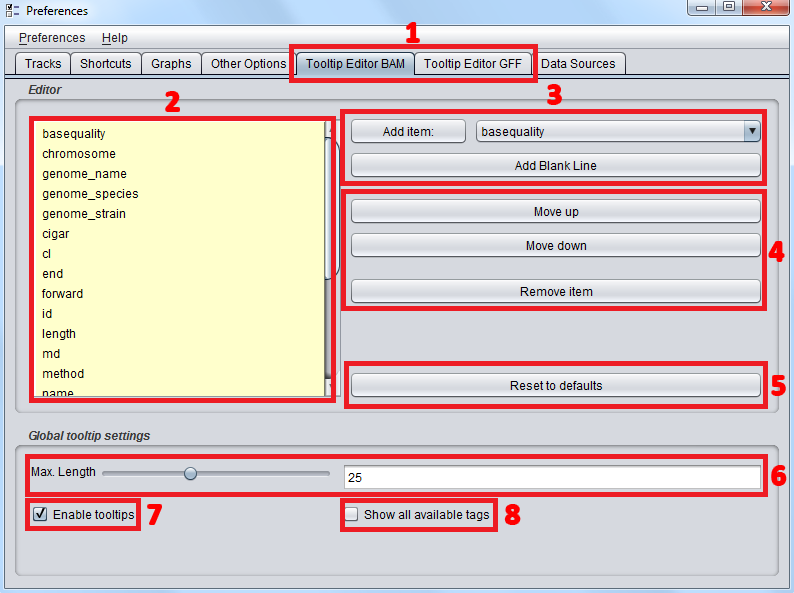 Preferences
Preferences Help
1
Tracks Shortcuts Graphs Other Options Tooltip Editor BAM Tooltip Editor GFF Data Sources
Editor
2
3
basequality
chromosome
genome_name
genome_species
genome_strain
cigar
cl
end
forward
id
length
md
method
name
Add item: basequality
Add Blank Line
Move up
Move down
4
Remove item
Reset to defaults
5
Global tooltip settings
Max. Length 25
6
Enable tooltips 7 Show all available tags 8